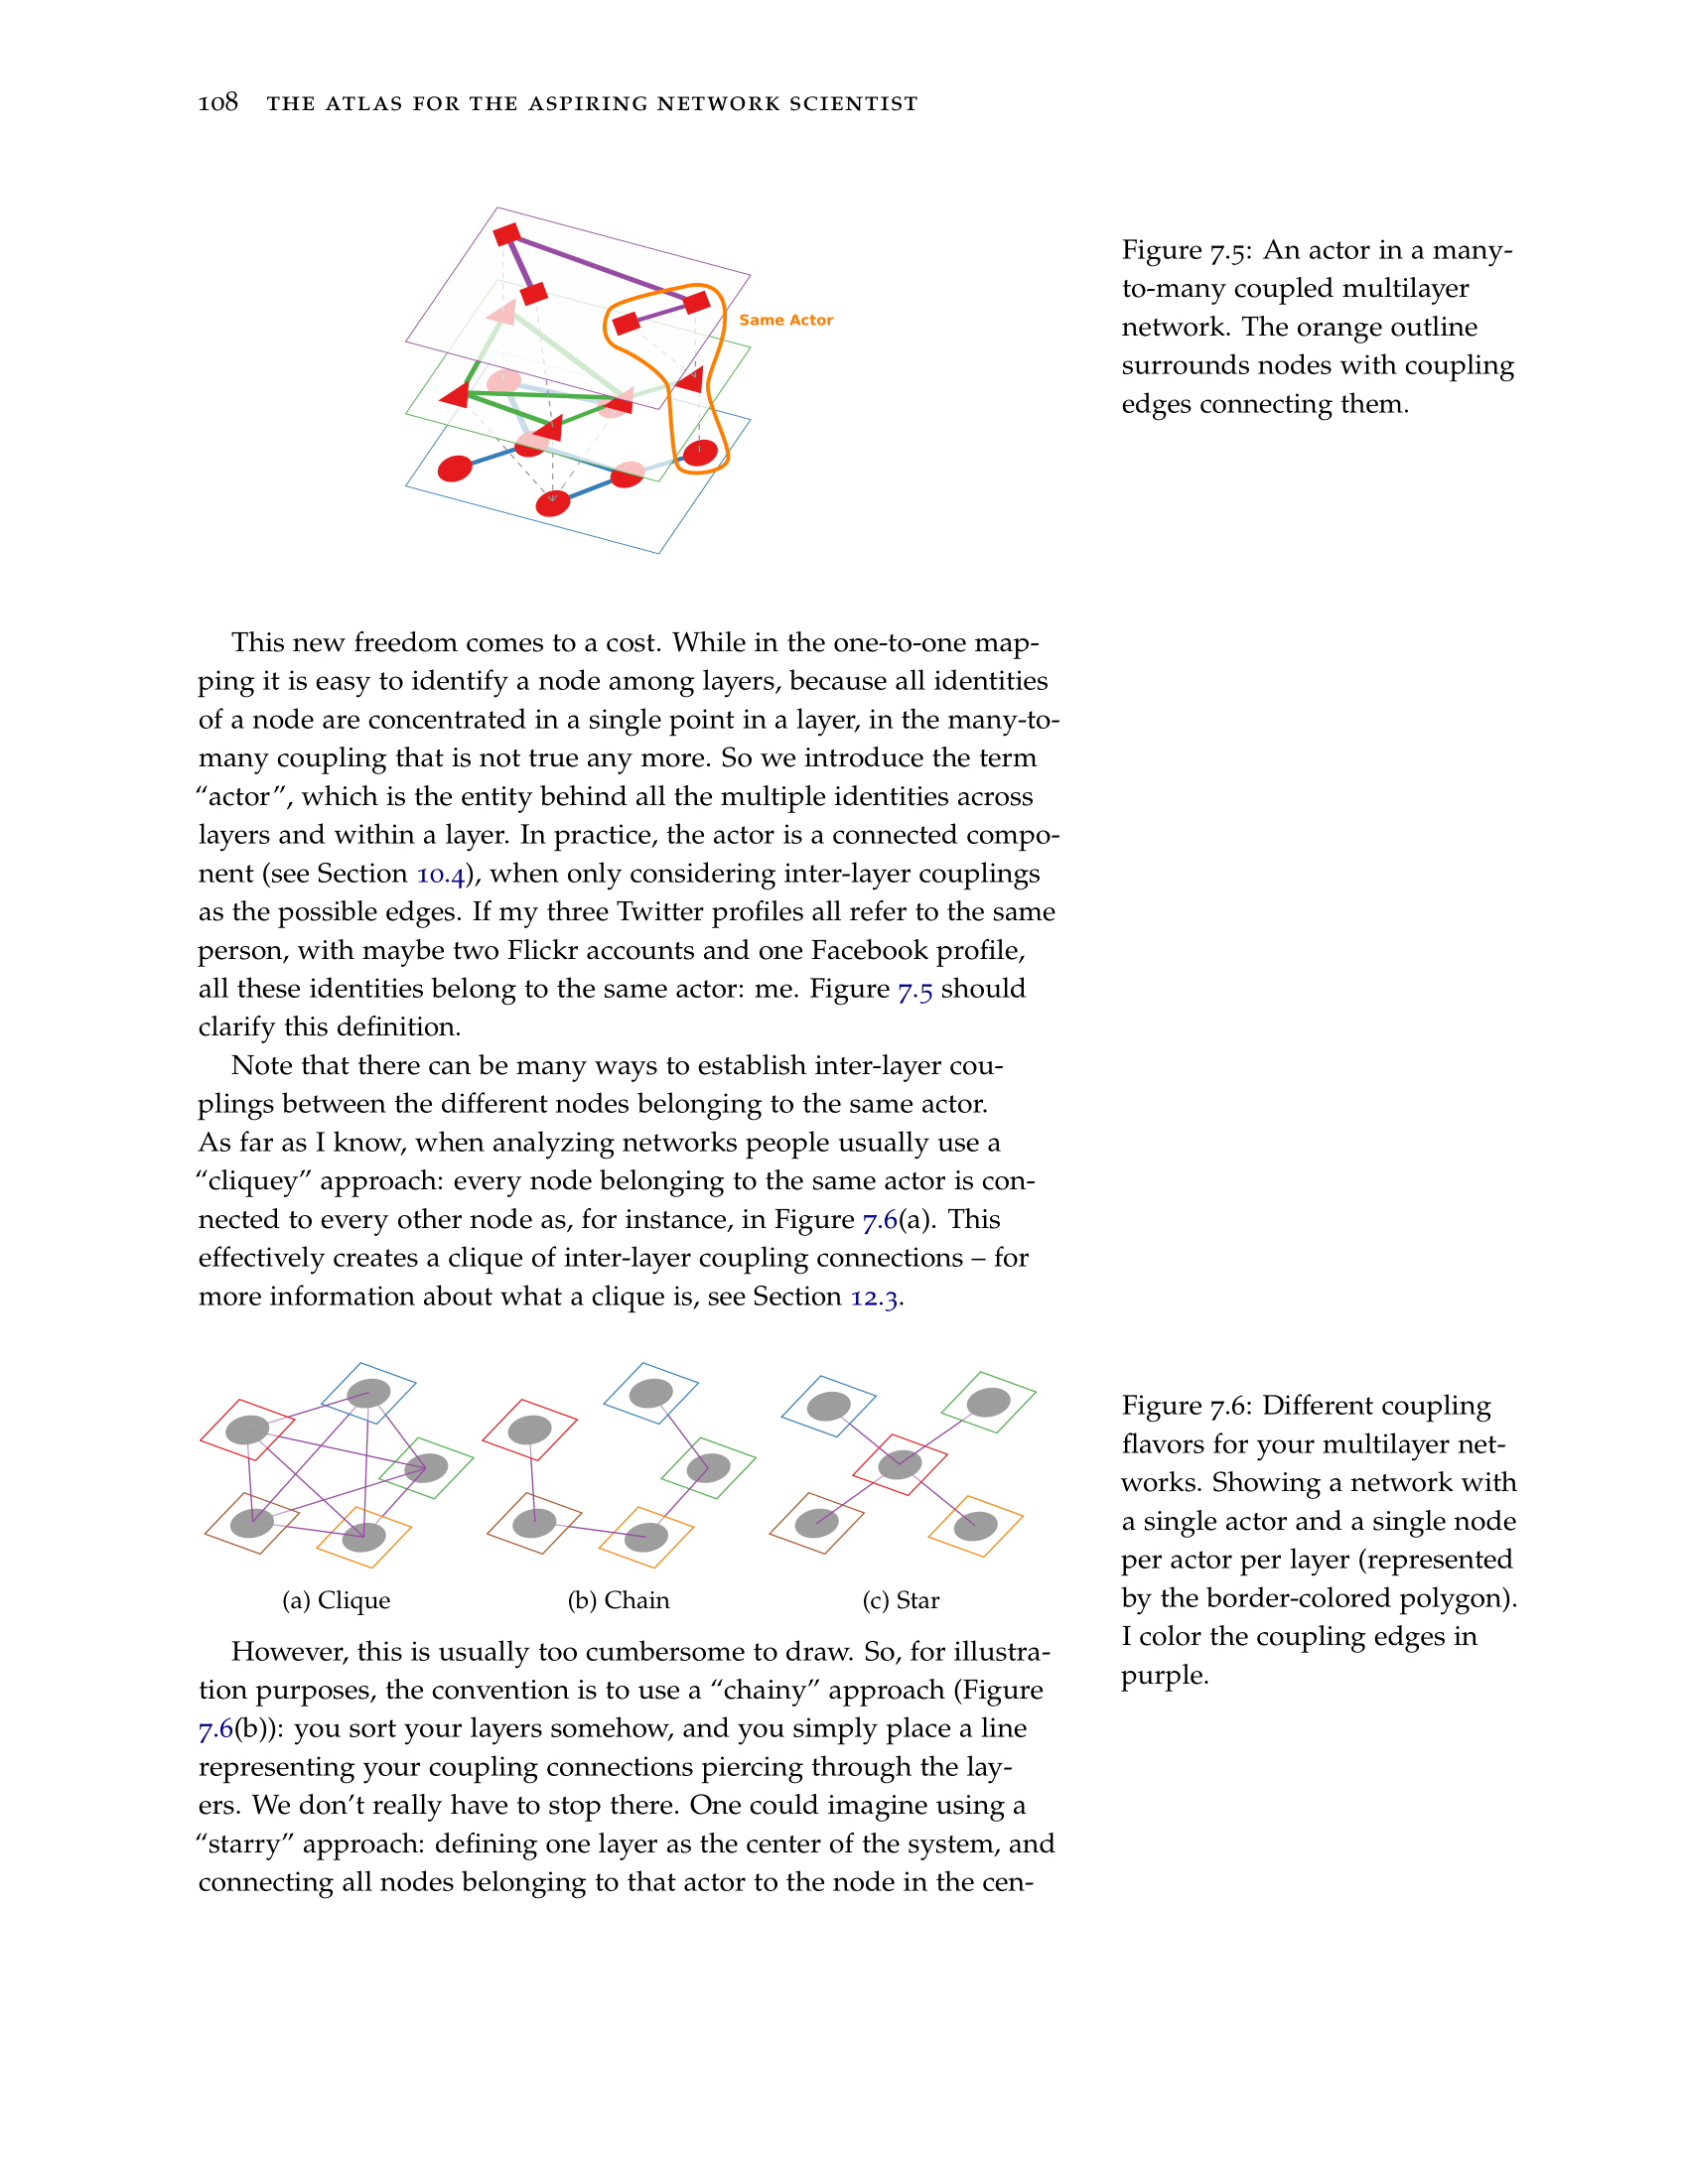 108 THE ATLAS FOR THE ASPIRING NETWORK SCIENTIST
Same Actor
Figure 7.5: An actor in a many-
to-many coupled multilayer
network. The orange outline
surrounds nodes with coupling
edges connecting them.
This new freedom comes to a cost. While in the one-to-one map-
ping it is easy to identify a node among layers, because all identities
of a node are concentrated in a single point in a layer, in the many-to-
many coupling that is not true any more. So we introduce the term
“actor”, which is the entity behind all the multiple identities across
layers and within a layer. In practice, the actor is a connected compo-
nent (see Section 10.4), when only considering inter-layer couplings
as the possible edges. If my three Twitter profiles all refer to the same
person, with maybe two Flickr accounts and one Facebook profile,
all these identities belong to the same actor: me. Figure 7.5 should
clarify this definition.
Note that there can be many ways to establish inter-layer cou-
plings between the different nodes belonging to the same actor.
As far as I know, when analyzing networks people usually use a
“cliquey” approach: every node belonging to the same actor is con-
nected to every other node as, for instance, in Figure 7.6(a). This
effectively creates a clique of inter-layer coupling connections – for
more information about what a clique is, see Section 12.3.
(a) Clique
(b) Chain
(c) Star
Figure 7.6: Different coupling
flavors for your multilayer net-
works. Showing a network with
a single actor and a single node
per actor per layer (represented
by the border-colored polygon).
I color the coupling edges in
purple.
However, this is usually too cumbersome to draw. So, for illustra-
tion purposes, the convention is to use a “chainy” approach (Figure
7.6(b)): you sort your layers somehow, and you simply place a line
representing your coupling connections piercing through the lay-
ers. We don’t really have to stop there. One could imagine using a
“starry” approach: defining one layer as the center of the system, and
connecting all nodes belonging to that actor to the node in the cen-